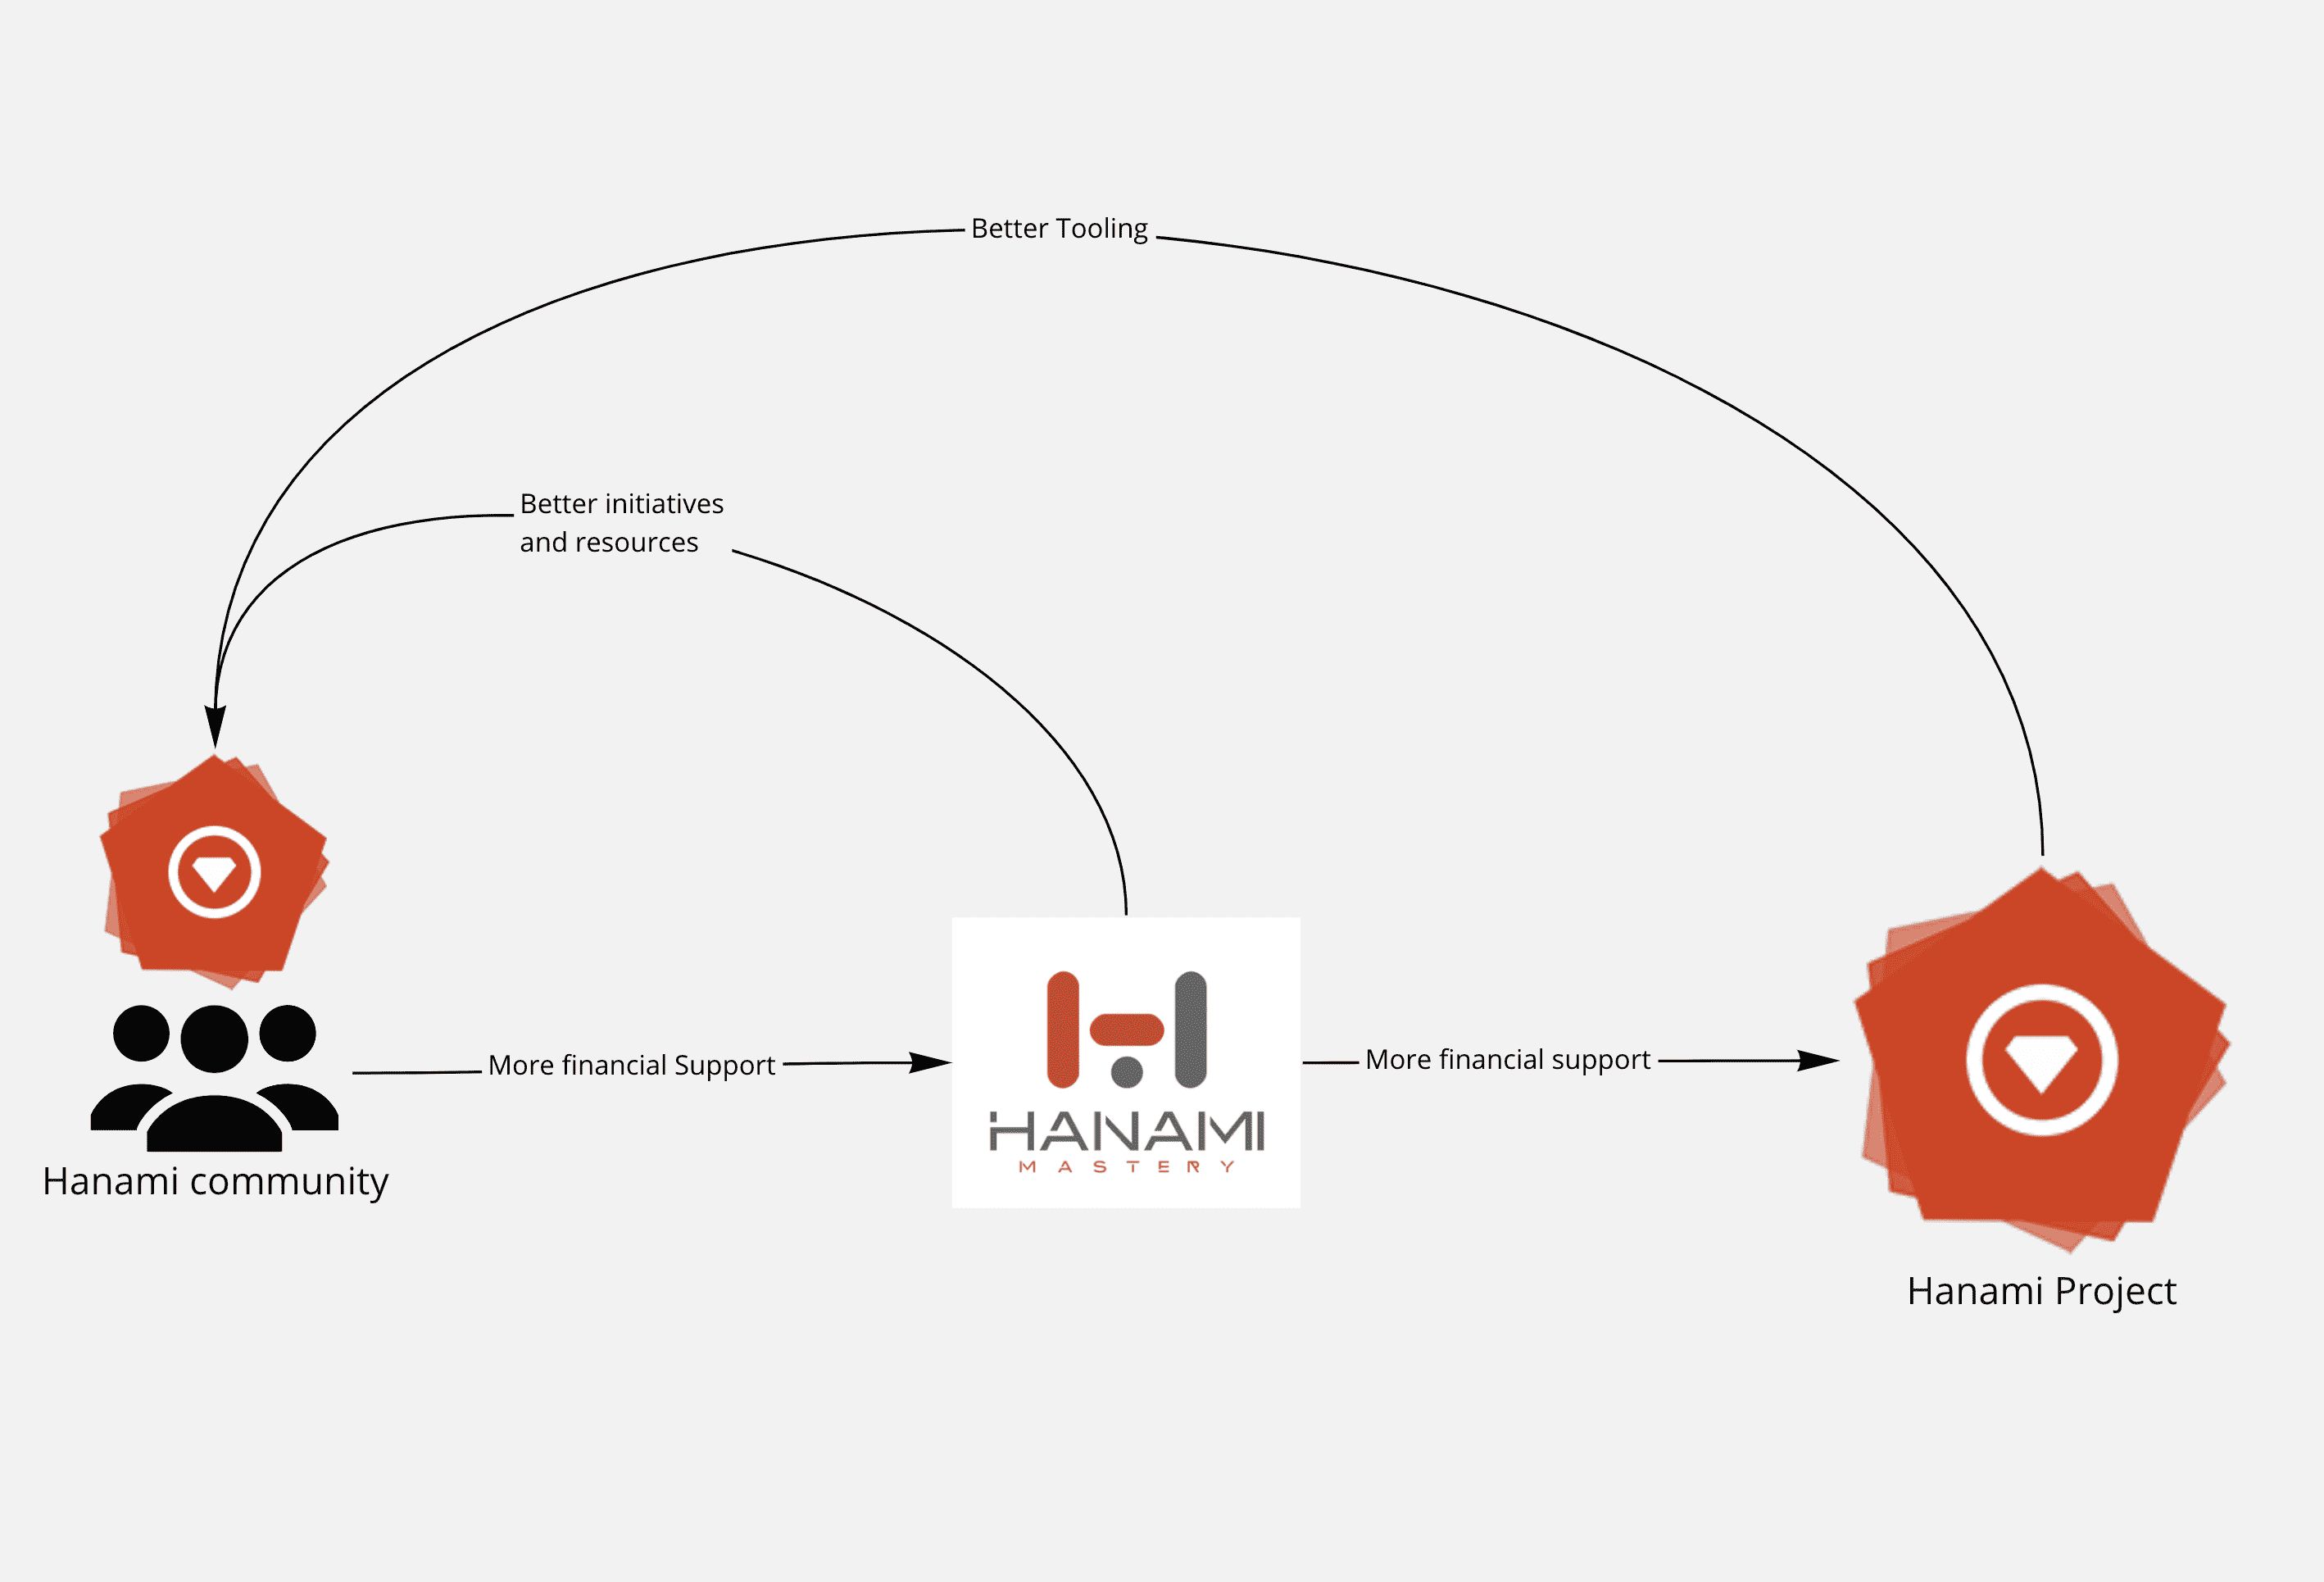 Better Tooling
Better initiatives
and resources
More financial Support
More financial support
HANAMI
MASTERY
Hanami community
Hanami Project